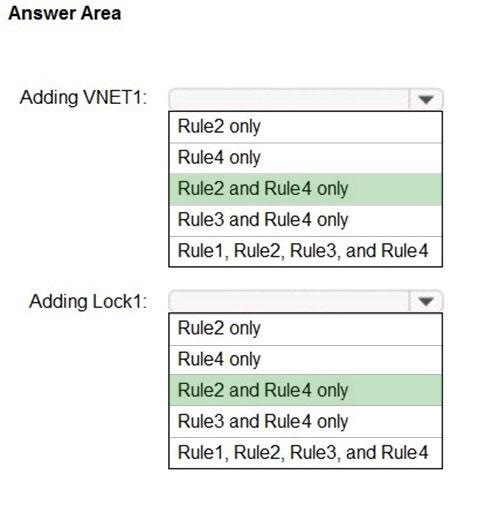 Answer Area
Adding VNET1:
Rule2 only
Rule4 only
Rule2 and Rule4 only
Rule3 and Rule4 only
Rule1, Rule2, Rule3, and Rule4
Adding Lock1:
Rule2 only
Rule4 only
Rule2 and Rule4 only
Rule3 and Rule4 only
Rule1, Rule2, Rule3, and Rule4